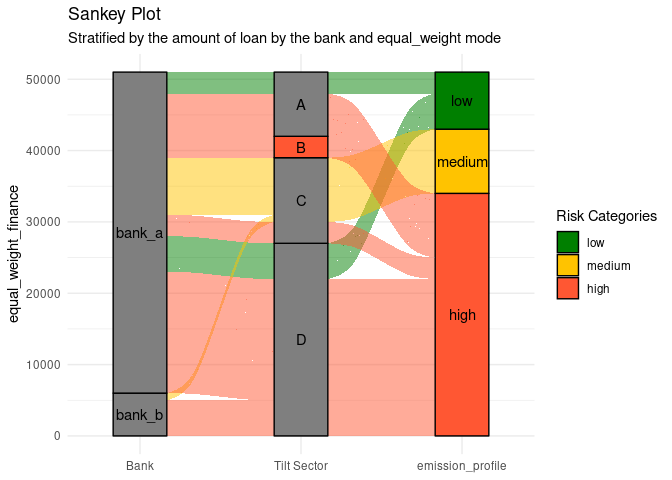 Sankey Plot
Stratified by the amount of loan by the bank and equal_weight mode
equal_weight_finance
50000
40000
30000
20000
10000
0
bank_a
bank_b
A
B
C
D
low
medium
high
Bank
Tilt Sector
emission_profile
Risk Categories
low
medium
high